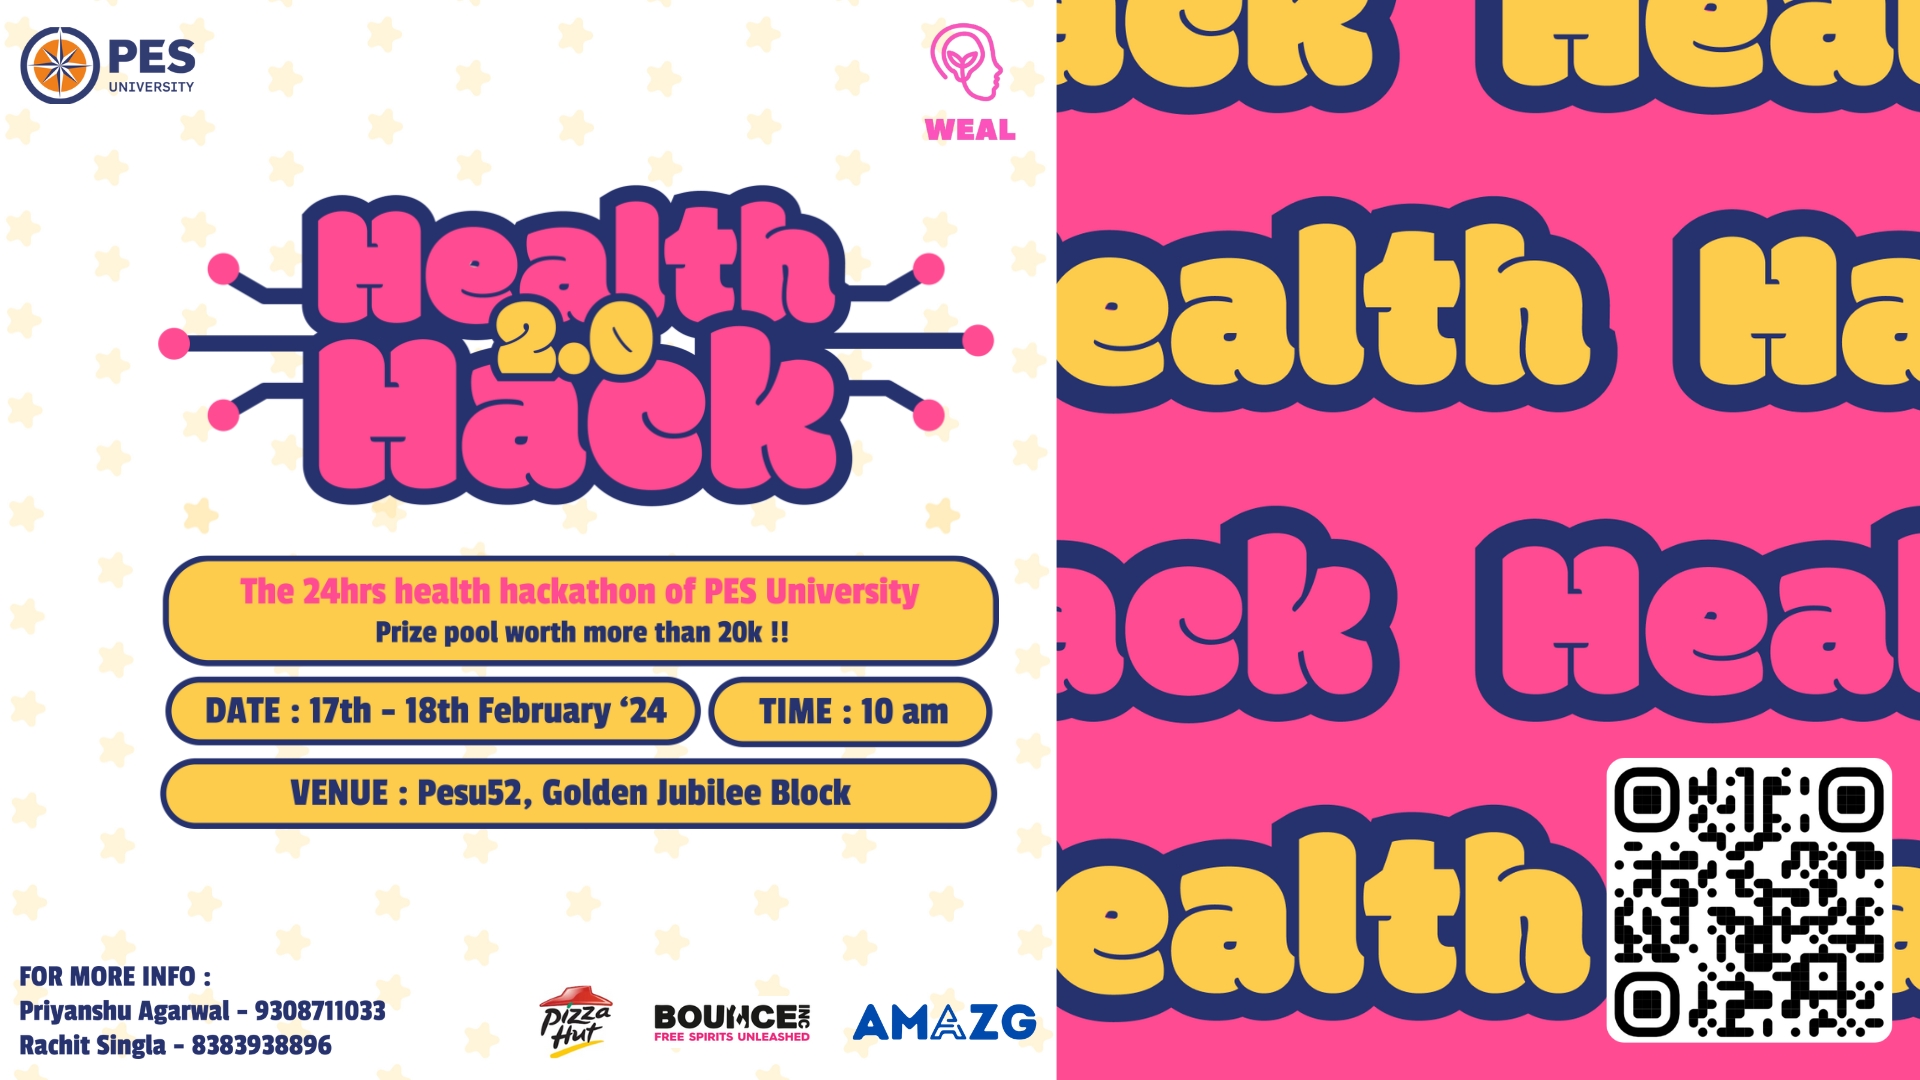 PES
UNIVERSITY
WEAL
Health
2.0
Hack
The 24hrs health hackathon of PES University
Prize pool worth more than 20k !!
DATE : 17th - 18th February ‘24
TIME : 10 am
VENUE : Pesu52, Golden Jubilee Block
FOR MORE INFO :
Priyanshu Agarwal - 9308711033
Rachit Singla - 8383938896
Pizza
Hut
BOUNCE INC
FREE SPIRITS UNLEASHED
AMAZG
ack Heal
ealth Ha
ack Heal
ealth